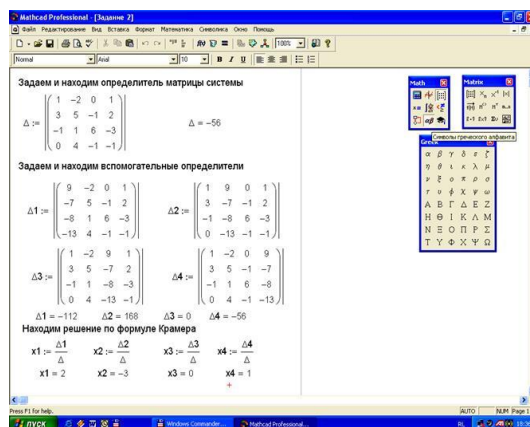 Mathcad Professional - [Задание 2]
Файл Редактирование Вид Вставка Формат Математика Символика Окно Помощь
Normal Arial 10 B I U
100%
Задаем и находим определитель матрицы системы
Δ := |( 1 -2 0 1
3 5 -1 2
-1 1 6 -3
0 4 -1 -1 )| Δ = -56
Задаем и находим вспомогательные определители
Δ1 := |( 9 -2 0 1
-7 5 -1 2
-8 1 6 -3
-13 4 -1 -1 )|
Δ2 := |( 1 9 0 1
3 -7 -1 2
-1 -8 6 -3
0 -13 -1 -1 )|
Δ3 := |( 1 -2 9 1
3 5 -7 2
-1 1 -8 -3
0 4 -13 -1 )|
Δ4 := |( 1 -2 0 9
3 5 -1 -7
-1 1 6 -8
0 4 -1 -13 )|
Δ1 = -112 Δ2 = 168 Δ3 = 0 Δ4 = -56
Находим решение по формуле Крамера
x1 := Δ1/Δ x2 := Δ2/Δ x3 := Δ3/Δ x4 := Δ4/Δ
x1 = 2 x2 = -3 x3 = 0 x4 = 1
Math
Matrix
Символы греческого алфавита
Greek
α β γ δ ε ζ
η θ ι κ λ μ
ν ξ ο π ρ σ
τ υ φ χ ψ ω
Α Β Γ Δ Ε Ζ
Η Θ Ι Κ Λ Μ
Ν Ξ Ο Π Ρ Σ
Τ Υ Φ Χ Ψ Ω
Press F1 for help.
AUTO NUM Page 1
пуск
Windows Commander...
Mathcad Professional...
RL